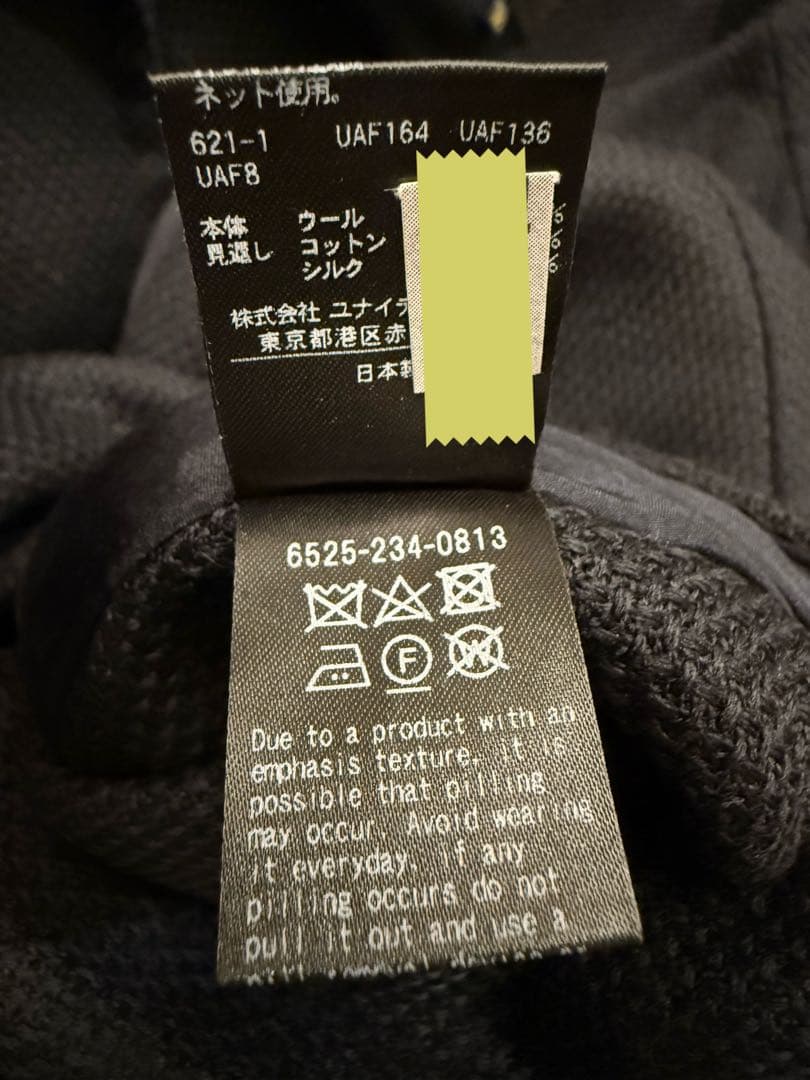 ネット使用。
621-1 UAF164 UAF136
UAF8
本体 ウール
見返し コットン
シルク
株式会社 ユナイテ
東京都港区赤
日本製
6525-234-0813
F
W
Due to a product with an
emphasis texture, it is
possible that pilling
may occur. Avoid wearing
it everyday. if any
pilling occurs do not
pull it out and use a